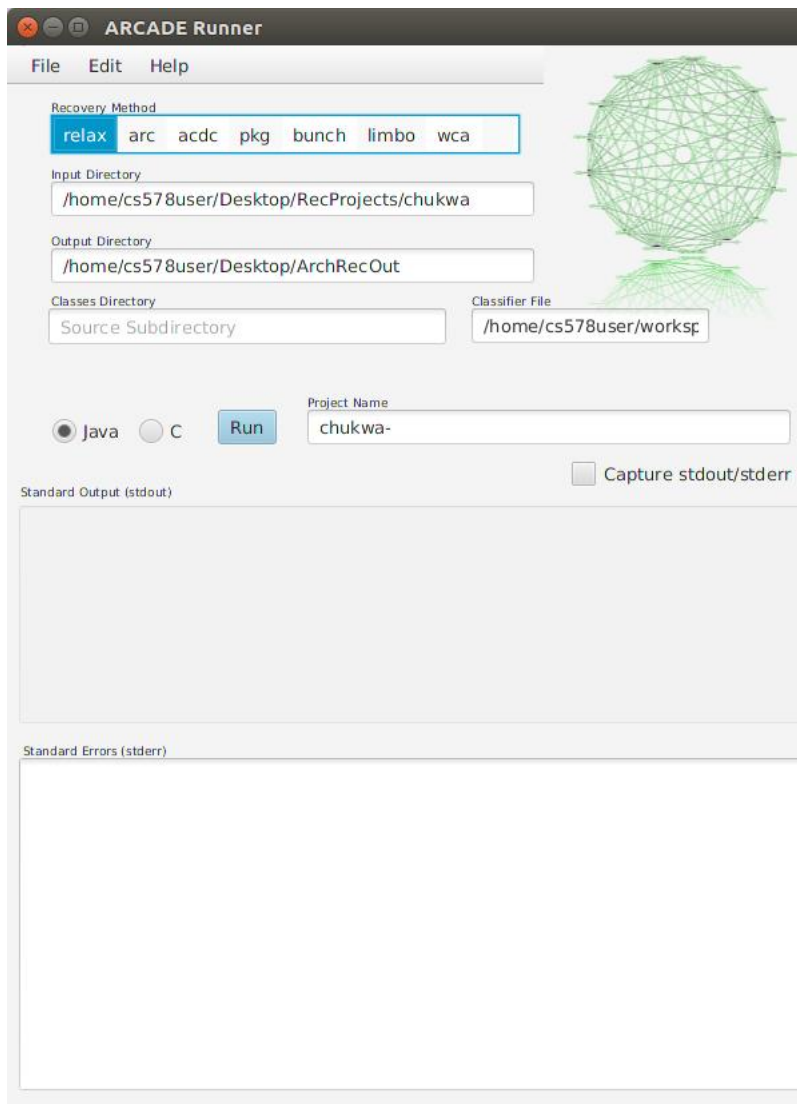 ARCADE Runner
File Edit Help
Recovery Method
relax arc acdc pkg bunch limbo wca
Input Directory
/home/cs578user/Desktop/RecProjects/chukwa
Output Directory
/home/cs578user/Desktop/ArchRecOut
Classes Directory Classifier File
Source Subdirectory /home/cs578user/worksp
Project Name
Java C Run chukwa-
Capture stdout/stderr
Standard Output (stdout)
Standard Errors (stderr)